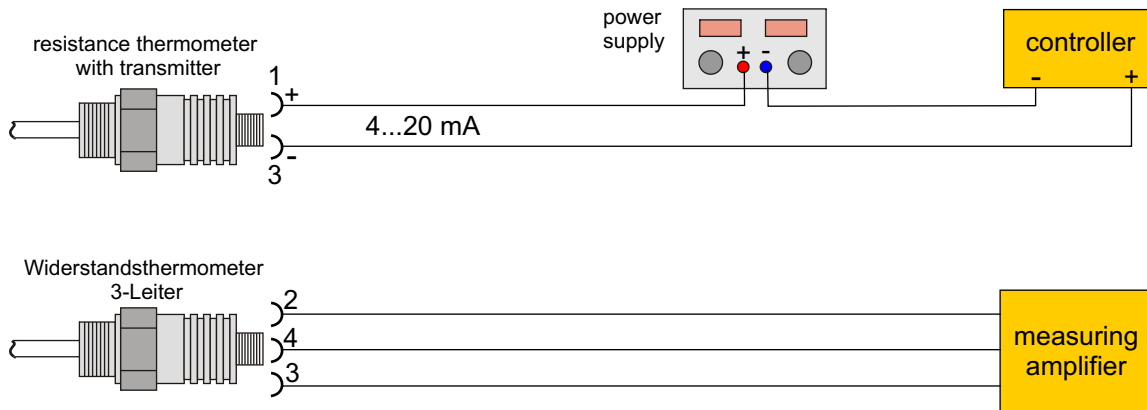 resistance thermometer
with transmitter
1
+
4...20 mA
-
3
power
supply
+ -
controller
- +
Widerstandsthermometer
3-Leiter
2
4
3
measuring
amplifier